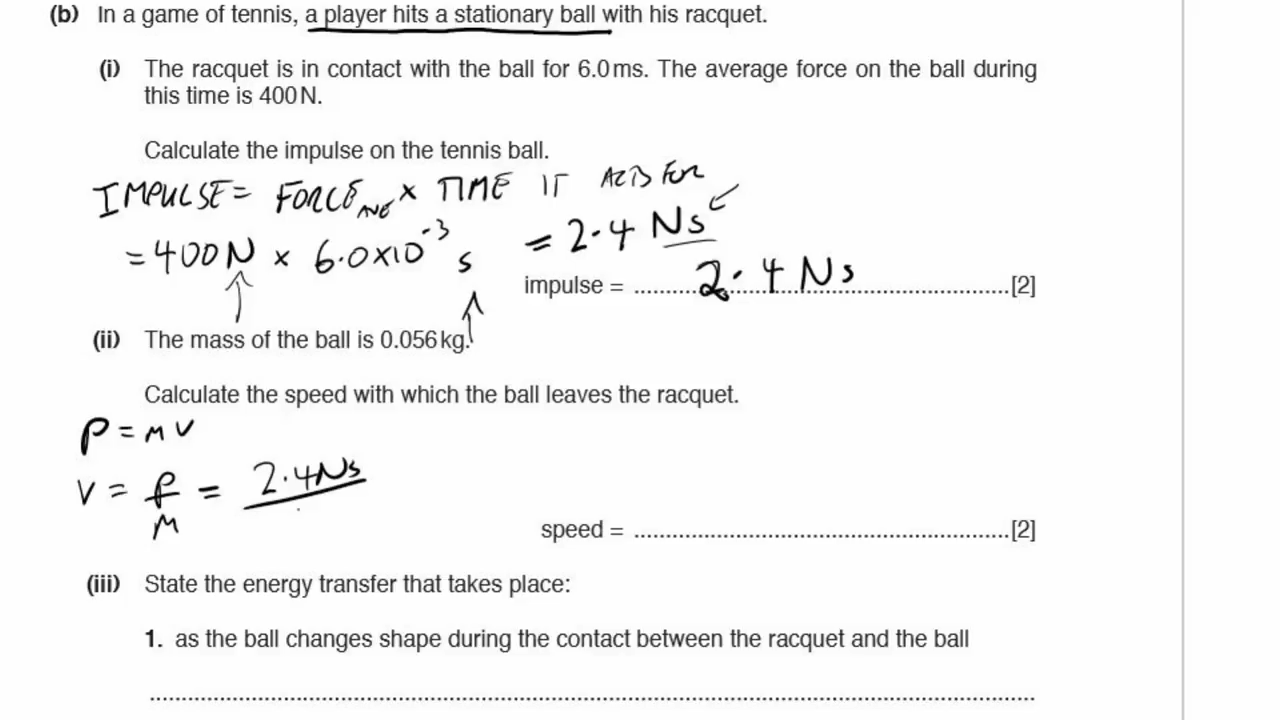 (b) In a game of tennis, a player hits a stationary ball with his racquet.
(i) The racquet is in contact with the ball for 6.0 ms. The average force on the ball during
this time is 400 N.
Calculate the impulse on the tennis ball.
IMPULSE = FORCE AVE × TIME IT ACTS FOR
= 400 N × 6.0×10⁻³ s = 2.4 Ns
impulse = ..........2.4 Ns..........[2]
(ii) The mass of the ball is 0.056 kg.
Calculate the speed with which the ball leaves the racquet.
P = MV
V = P/M = 2.4 Ns
speed = ....................[2]
(iii) State the energy transfer that takes place:
1. as the ball changes shape during the contact between the racquet and the ball